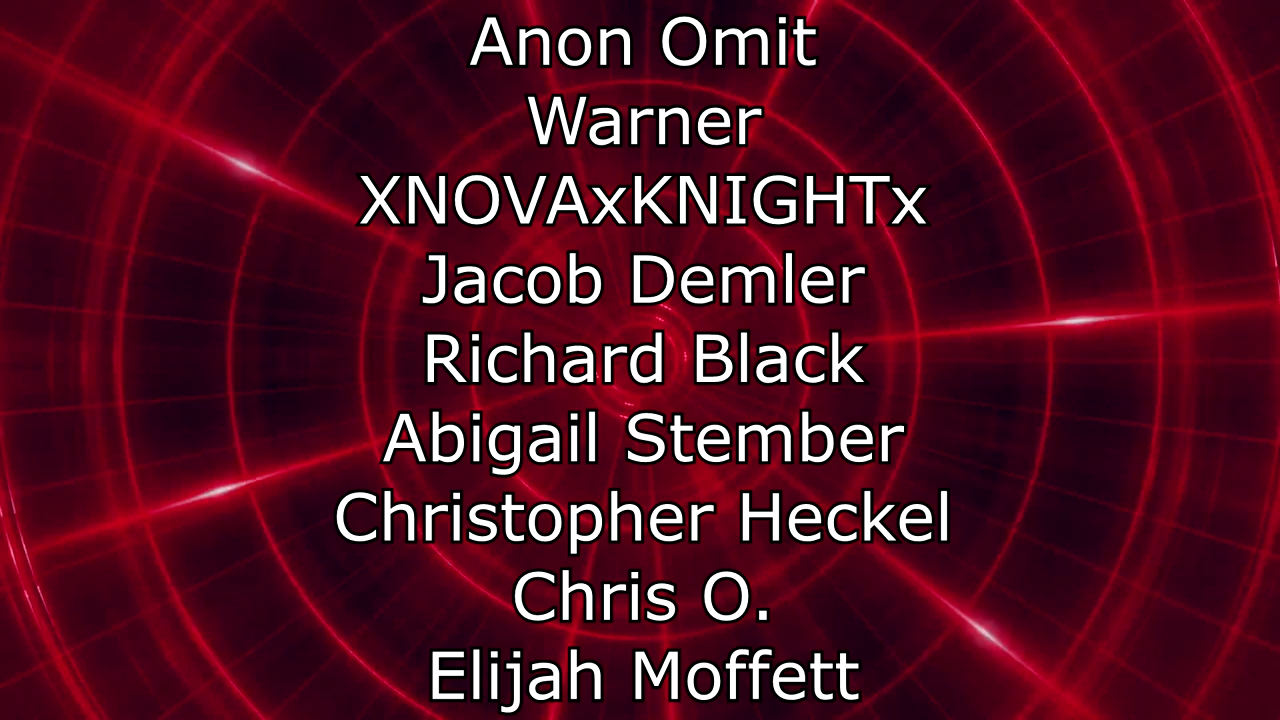 Anon Omit
Warner
XNOVAxKNIGHTx
Jacob Demler
Richard Black
Abigail Stember
Christopher Heckel
Chris O.
Elijah Moffett